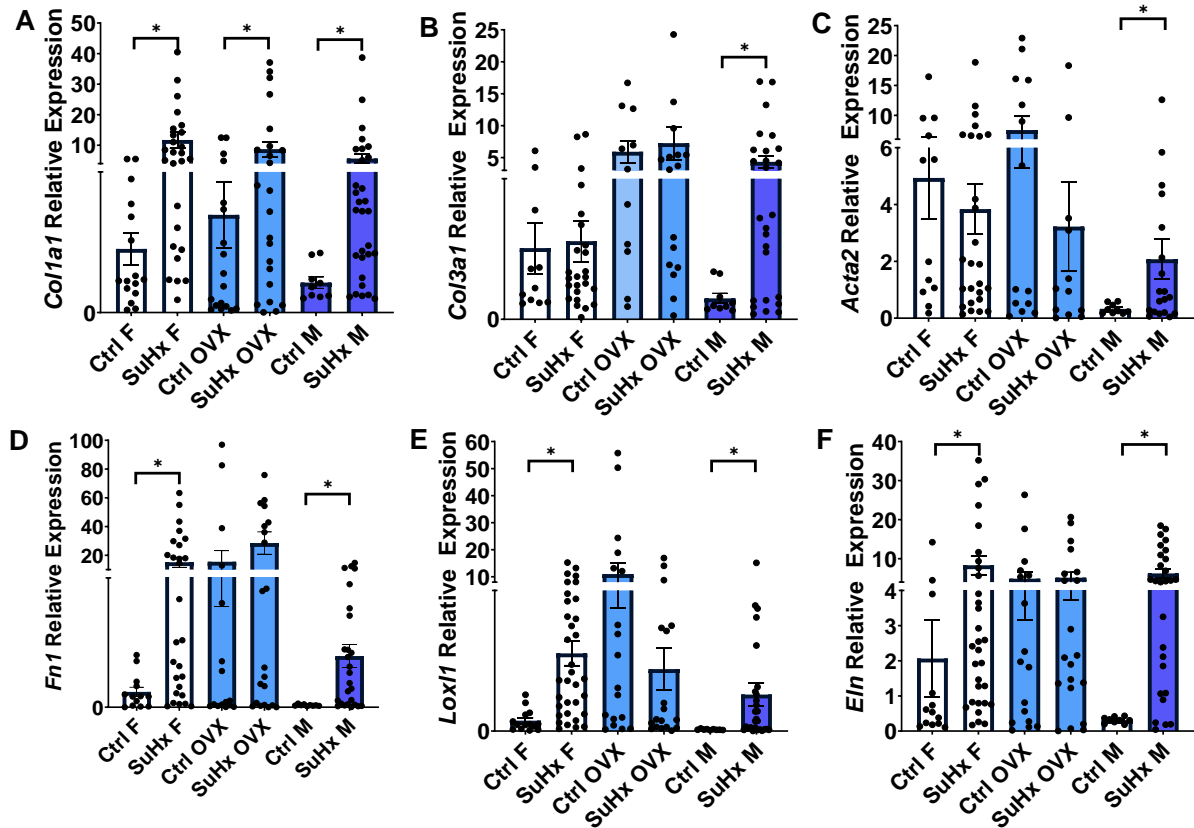 A
Col1a1 Relative Expression
50
40
30
20
10
0
*
*
*
Ctrl F
SuHx F
Ctrl OVX
SuHx OVX
Ctrl M
SuHx M
B
Col3a1 Relative Expression
30
25
20
15
10
5
0
*
Ctrl F
SuHx F
Ctrl OVX
SuHx OVX
Ctrl M
SuHx M
C
Acta2 Relative Expression
25
20
15
10
6
4
2
0
*
Ctrl F
SuHx F
Ctrl OVX
SuHx OVX
Ctrl M
SuHx M
D
Fn1 Relative Expression
100
80
60
40
20
0
*
*
Ctrl F
SuHx F
Ctrl OVX
SuHx OVX
Ctrl M
SuHx M
E
Loxl1 Relative Expression
60
50
40
30
20
10
0
*
*
Ctrl F
SuHx F
Ctrl OVX
SuHx OVX
Ctrl M
SuHx M
F
Eln Relative Expression
40
30
20
10
4
3
2
1
0
*
*
Ctrl F
SuHx F
Ctrl OVX
SuHx OVX
Ctrl M
SuHx M